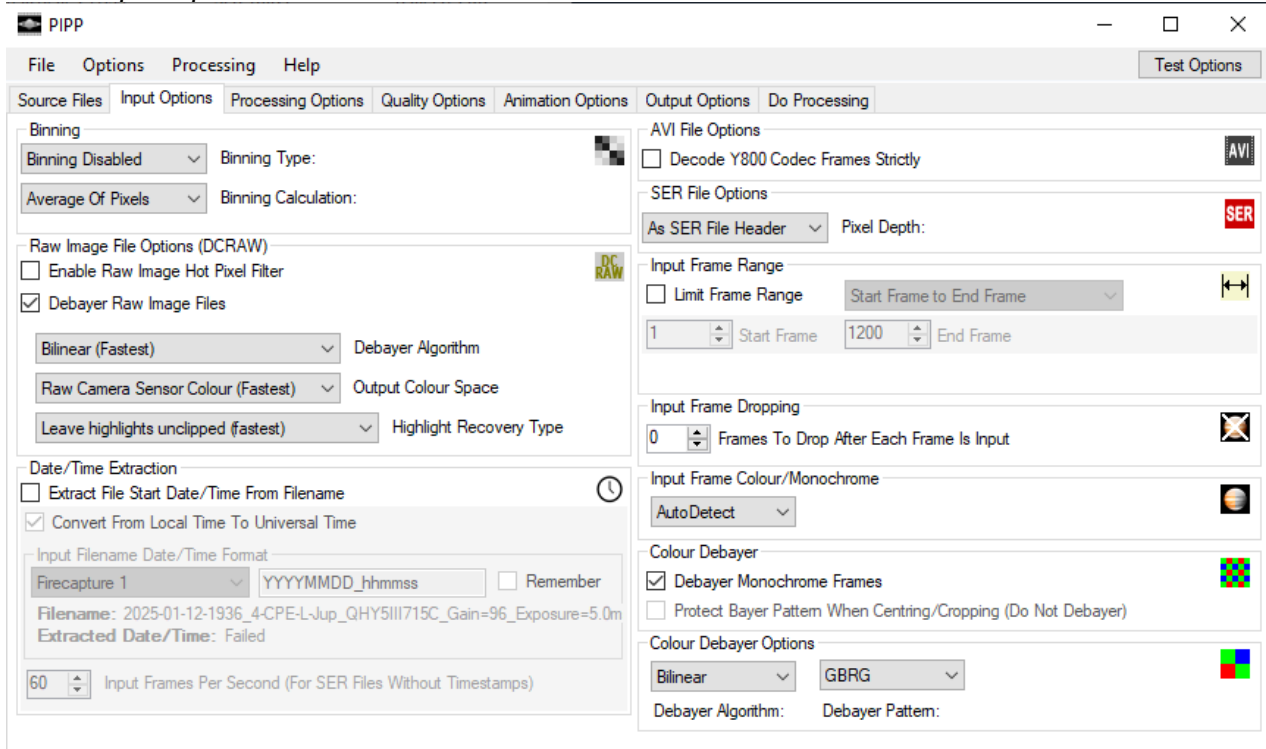 PIPP
File Options Processing Help Test Options
Source Files Input Options Processing Options Quality Options Animation Options Output Options Do Processing
Binning
Binning Disabled Binning Type:
Average Of Pixels Binning Calculation:
Raw Image File Options (DCRAW)
DC RAW
Enable Raw Image Hot Pixel Filter
Debayer Raw Image Files
Bilinear (Fastest) Debayer Algorithm
Raw Camera Sensor Colour (Fastest) Output Colour Space
Leave highlights unclipped (fastest) Highlight Recovery Type
Date/Time Extraction
Extract File Start Date/Time From Filename
Convert From Local Time To Universal Time
Input Filename Date/Time Format
Firecapture 1 YYYYMMDD_hhmmss Remember
Filename: 2025-01-12-1936_4-CPE-L-Jup_QHY5III715C_Gain=96_Exposure=5.0m
Extracted Date/Time: Failed
60 Input Frames Per Second (For SER Files Without Timestamps)
AVI File Options
AVI
Decode Y800 Codec Frames Strictly
SER File Options
SER
As SER File Header Pixel Depth:
Input Frame Range
Limit Frame Range Start Frame to End Frame
1 Start Frame 1200 End Frame
Input Frame Dropping
0 Frames To Drop After Each Frame Is Input
Input Frame Colour/Monochrome
AutoDetect
Colour Debayer
Debayer Monochrome Frames
Protect Bayer Pattern When Centring/Cropping (Do Not Debayer)
Colour Debayer Options
Bilinear GBRG
Debayer Algorithm: Debayer Pattern: